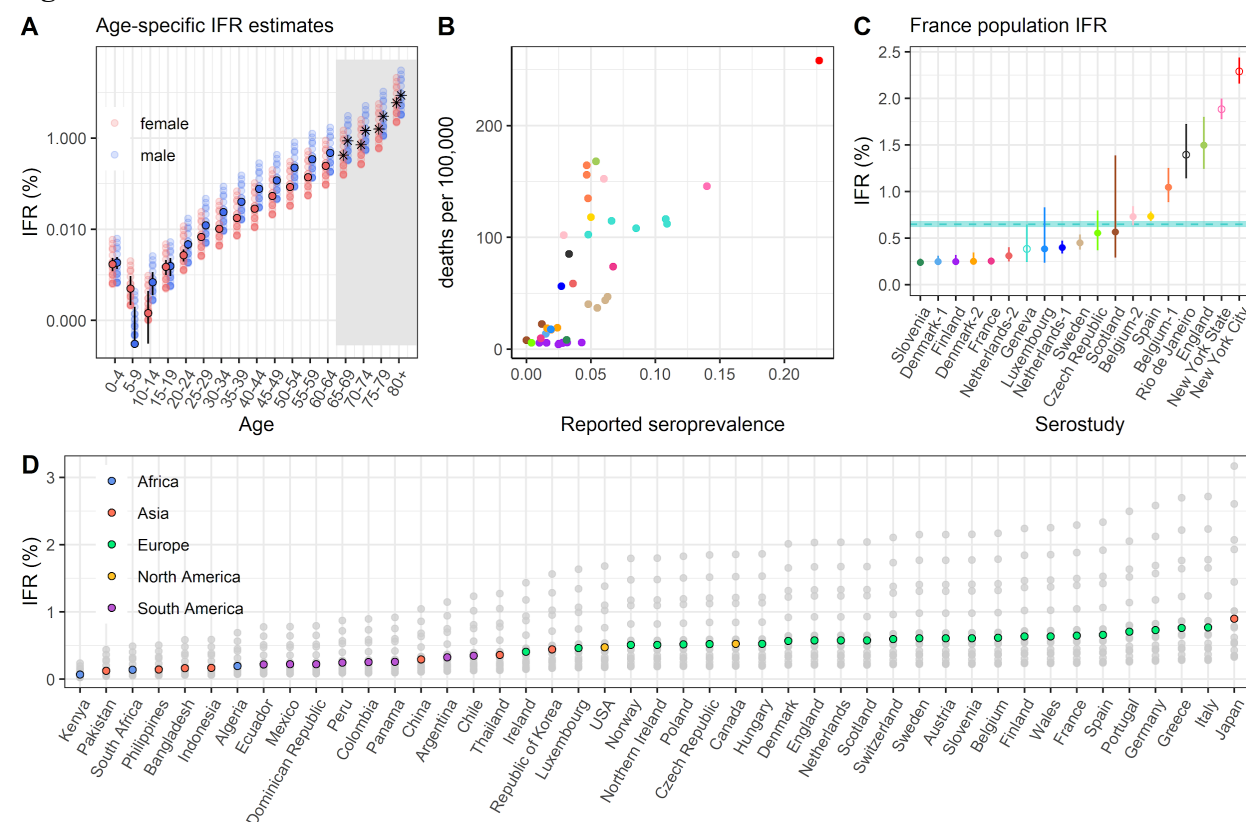 A
Age-specific IFR estimates
IFR (%)
1.000
0.010
0.000
female
male
0-4
5-9
10-14
15-19
20-24
25-29
30-34
35-39
40-44
45-49
50-54
55-59
60-64
65-69
70-74
75-79
80+
Age
B
deaths per 100,000
200
100
0
0.00
0.05
0.10
0.15
0.20
Reported seroprevalence
C
France population IFR
IFR (%)
2.5
2.0
1.5
1.0
0.5
0.0
Slovenia
Denmark-1
Finland
Denmark-2
France
Netherlands-2
Geneva
Luxembourg
Netherlands-1
Sweden
Czech Republic
Scotland
Belgium-2
Spain
Belgium-1
Rio de Janeiro
England
New York State
New York City
Serostudy
D
IFR (%)
3
2
1
0
Africa
Asia
Europe
North America
South America
Kenya
Pakistan
South Africa
Philippines
Bangladesh
Indonesia
Algeria
Ecuador
Mexico
Dominican Republic
Peru
Colombia
Panama
China
Argentina
Chile
Thailand
Ireland
Republic of Korea
Luxembourg
USA
Norway
Northern Ireland
Poland
Czech Republic
Canada
Hungary
Denmark
England
Netherlands
Scotland
Switzerland
Sweden
Austria
Slovenia
Belgium
Finland
Wales
France
Spain
Portugal
Germany
Greece
Italy
Japan